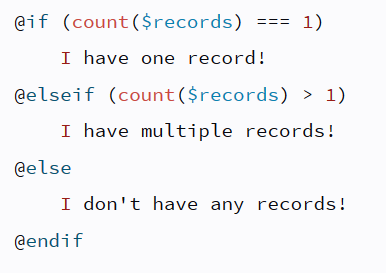 @if (count($records) === 1)
    I have one record!
@elseif (count($records) > 1)
    I have multiple records!
@else
    I don't have any records!
@endif